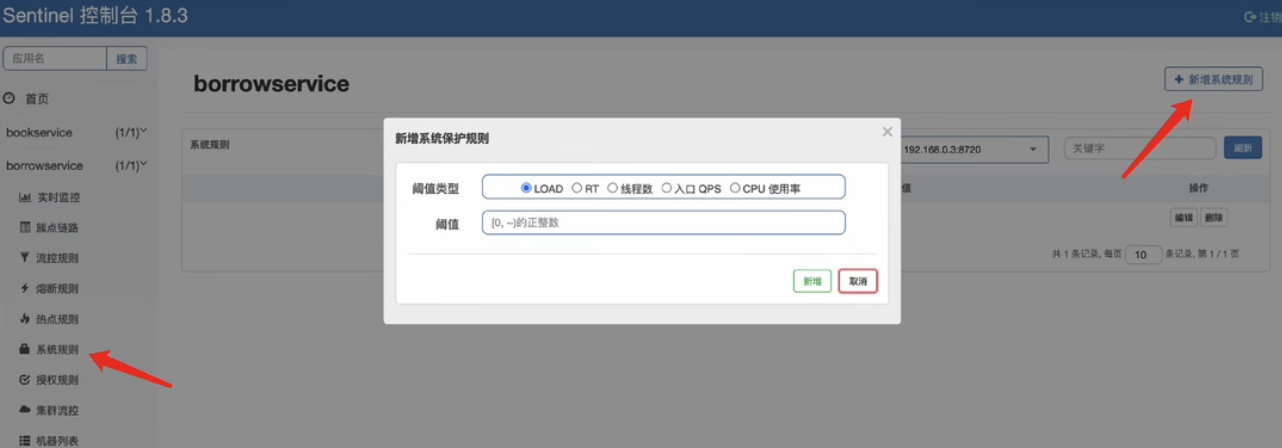 Sentinel 控制台 1.8.3
注销
应用名
搜索
首页
bookservice (1/1)
borrowservice (1/1)
实时监控
簇点链路
流控规则
熔断规则
热点规则
系统规则
授权规则
集群流控
机器列表
borrowservice
新增系统规则
系统规则
192.168.0.3:8720
关键字
刷新
值
操作
编辑 删除
共 1 条记录, 每页 10 条记录, 第 1 / 1 页
新增系统保护规则
×
阈值类型
LOAD RT 线程数 入口 QPS CPU 使用率
阈值
[0, ~)的正整数
新增
取消